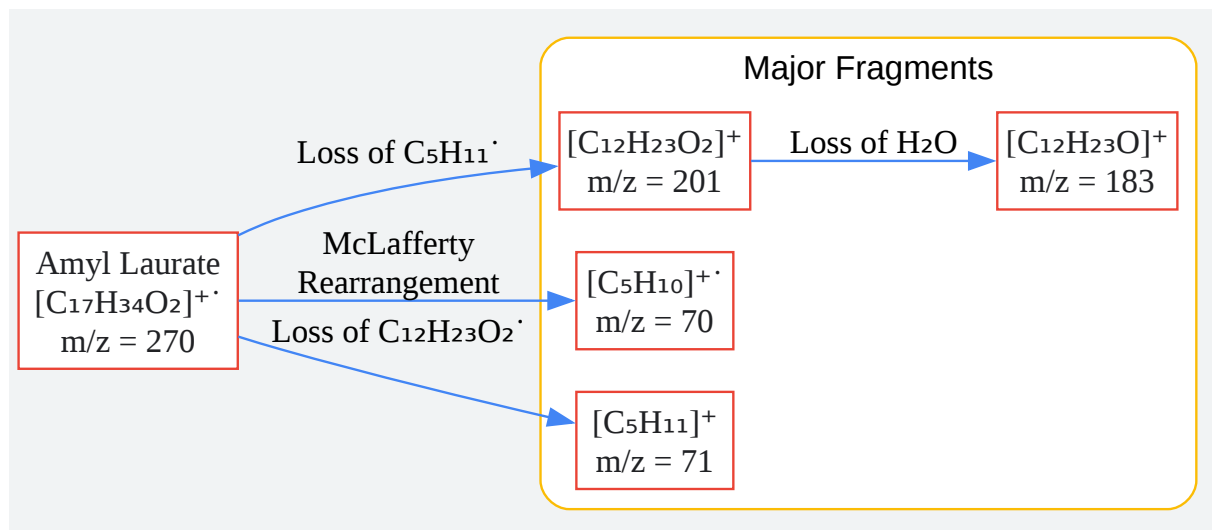 Major Fragments
Loss of C₅H₁₁˙
[C₁₂H₂₃O₂]⁺
m/z = 201
Loss of H₂O
[C₁₂H₂₃O]⁺
m/z = 183
Amyl Laurate
[C₁₇H₃₄O₂]⁺˙
m/z = 270
McLafferty
Rearrangement
[C₅H₁₀]⁺˙
m/z = 70
Loss of C₁₂H₂₃O₂˙
[C₅H₁₁]⁺
m/z = 71